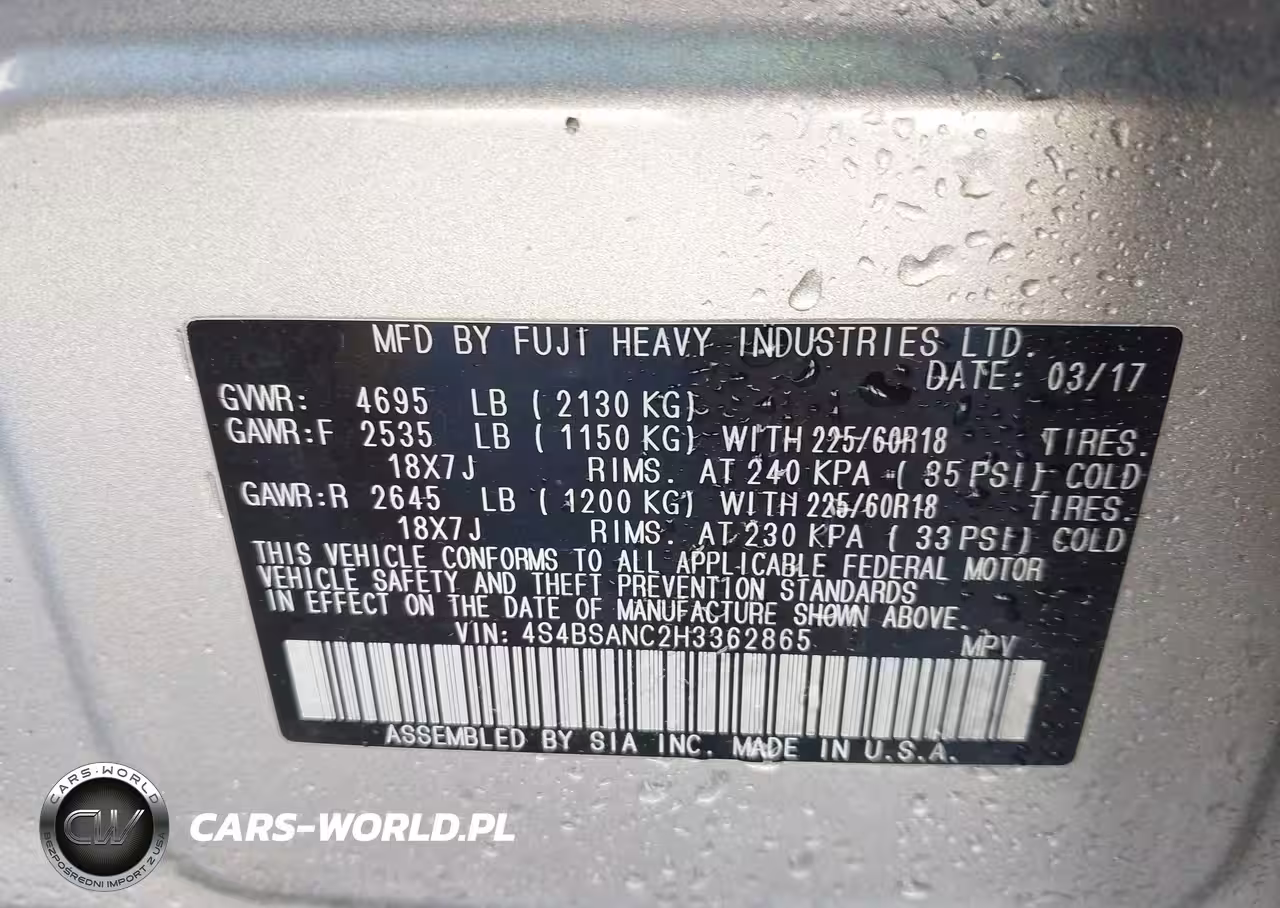 MFD BY FUJI HEAVY INDUSTRIES LTD.
DATE: 03/17
GVWR: 4695 LB ( 2130 KG)
GAWR:F 2535 LB ( 1150 KG) WITH 225/60R18 TIRES.
18X7J RIMS. AT 240 KPA ( 35 PSI) COLD
GAWR:R 2645 LB ( 1200 KG) WITH 225/60R18 TIRES.
18X7J RIMS. AT 230 KPA ( 33 PSI) COLD
THIS VEHICLE CONFORMS TO ALL APPLICABLE FEDERAL MOTOR
VEHICLE SAFETY AND THEFT PREVENTION STANDARDS
IN EFFECT ON THE DATE OF MANUFACTURE SHOWN ABOVE.
VIN: 4S4BSANC2H3362865 MPV
ASSEMBLED BY SIA INC. MADE IN U.S.A.
CARS-WORLD
CW
BEZPOŚREDNI IMPORT Z USA
CARS-WORLD.PL